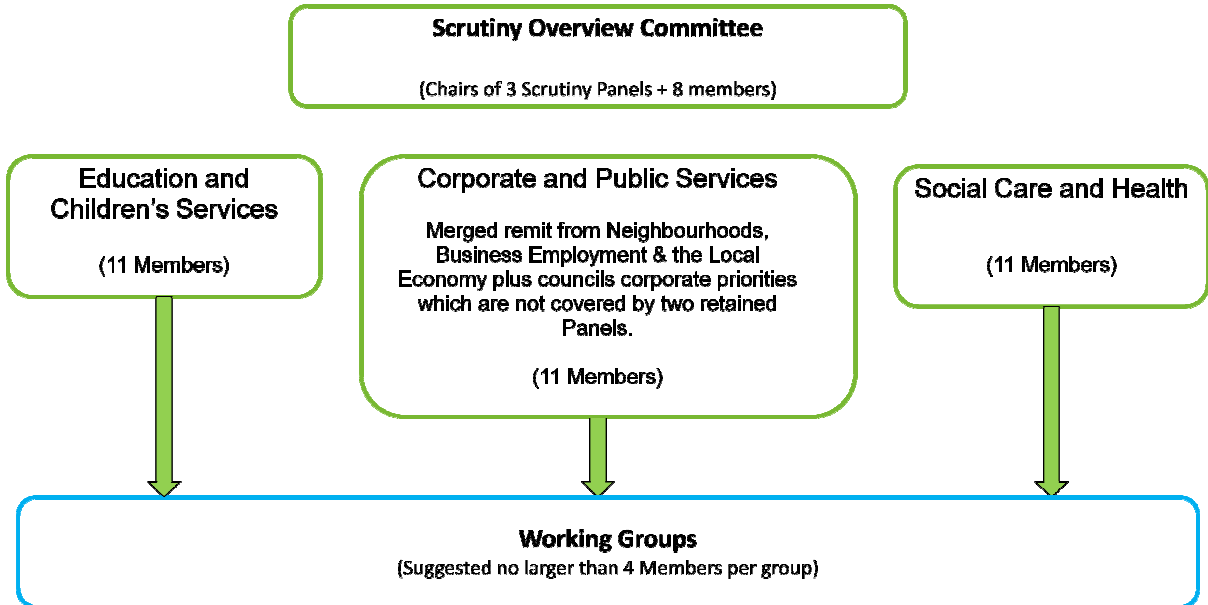 Scrutiny Overview Committee
(Chairs of 3 Scrutiny Panels + 8 members)
Education and
Children's Services
(11 Members)
Corporate and Public Services
Merged remit from Neighbourhoods,
Business Employment & the Local
Economy plus councils corporate priorities
which are not covered by two retained
Panels.
(11 Members)
Social Care and Health
(11 Members)
Working Groups
(Suggested no larger than 4 Members per group)